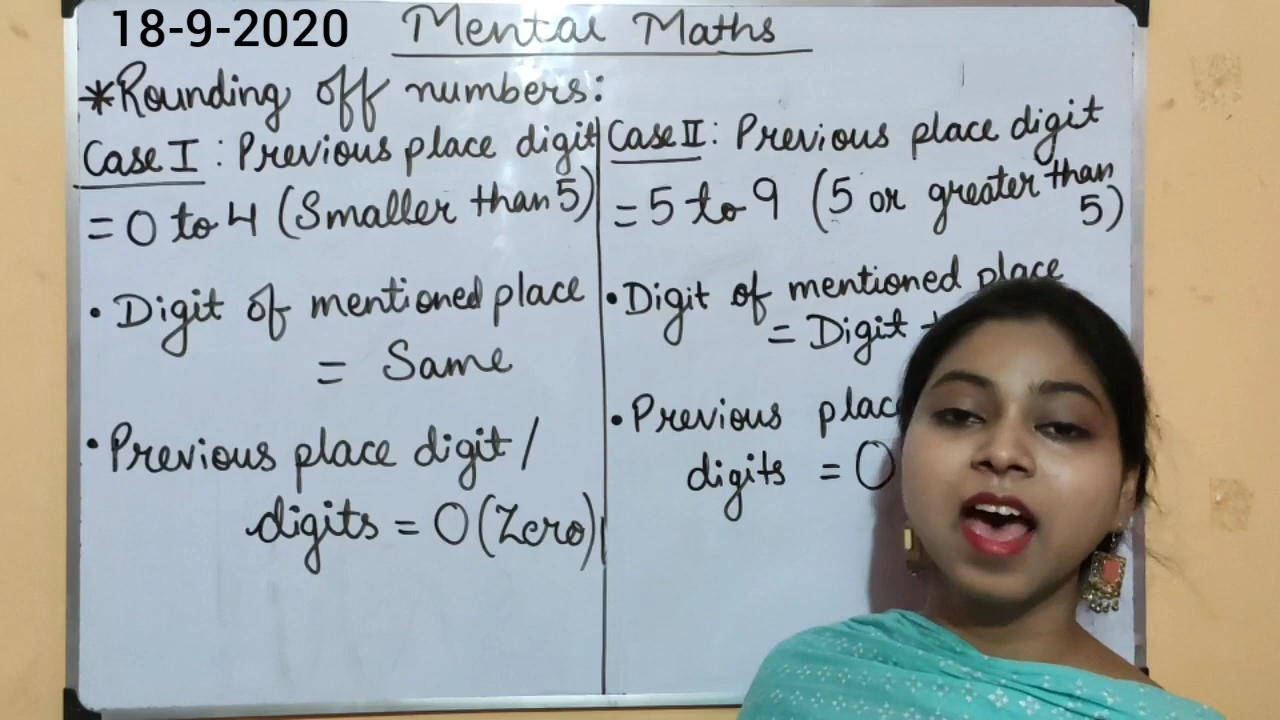 18-9-2020 Mental Maths
*Rounding off numbers:
Case I : Previous place digit
= 0 to 4 (Smaller than 5)
• Digit of mentioned place
= Same
• Previous place digit /
digits = 0 (Zero)
Case II : Previous place digit
= 5 to 9 (5 or greater than
5)
• Digit of mentioned place
= Digit +
• Previous place
digits = 0